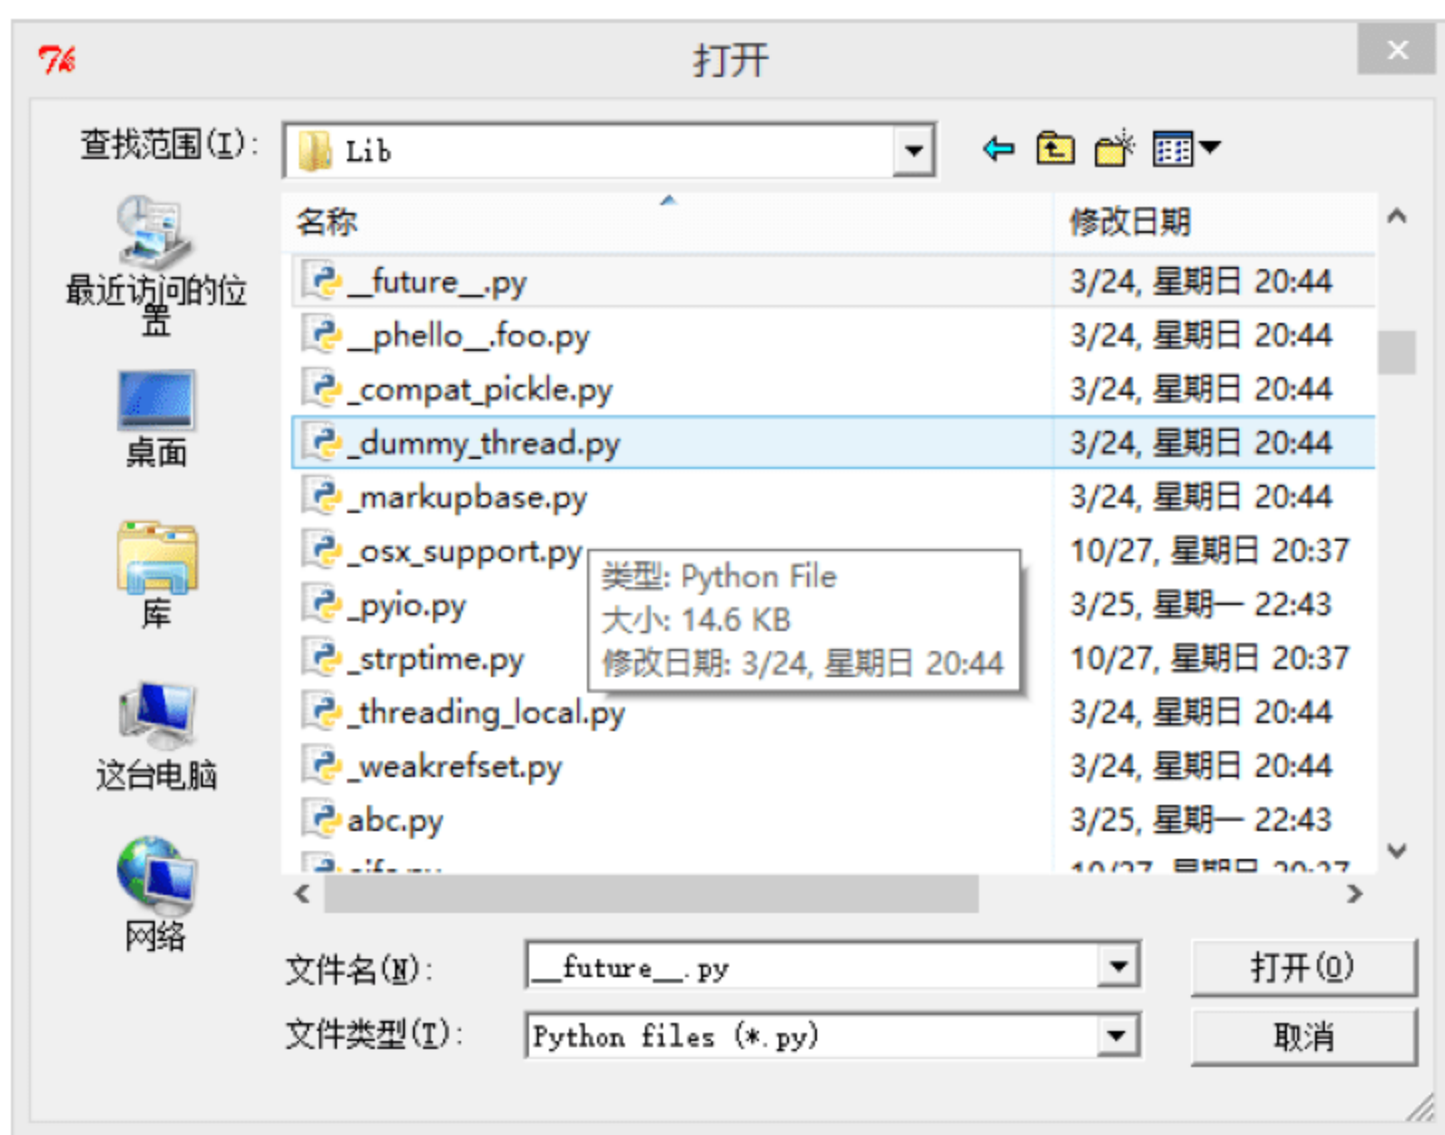 打开
查找范围(I):
Lib
最近访问的位
置
桌面
库
这台电脑
网络
名称 修改日期
__future__.py 3/24, 星期日 20:44
__phello__.foo.py 3/24, 星期日 20:44
_compat_pickle.py 3/24, 星期日 20:44
_dummy_thread.py 3/24, 星期日 20:44
_markupbase.py 3/24, 星期日 20:44
_osx_support.py 10/27, 星期日 20:37
_pyio.py 3/25, 星期一 22:43
_strptime.py 10/27, 星期日 20:37
_threading_local.py 3/24, 星期日 20:44
_weakrefset.py 3/24, 星期日 20:44
abc.py 3/25, 星期一 22:43
类型: Python File
大小: 14.6 KB
修改日期: 3/24, 星期日 20:44
文件名(N):
__future__.py
打开(O)
文件类型(T):
Python files (*.py)
取消